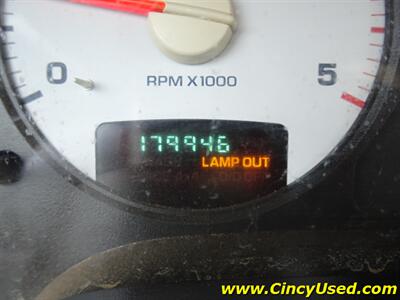 0 RPM X1000 5
179946
LAMP OUT
www.CincyUsed.com